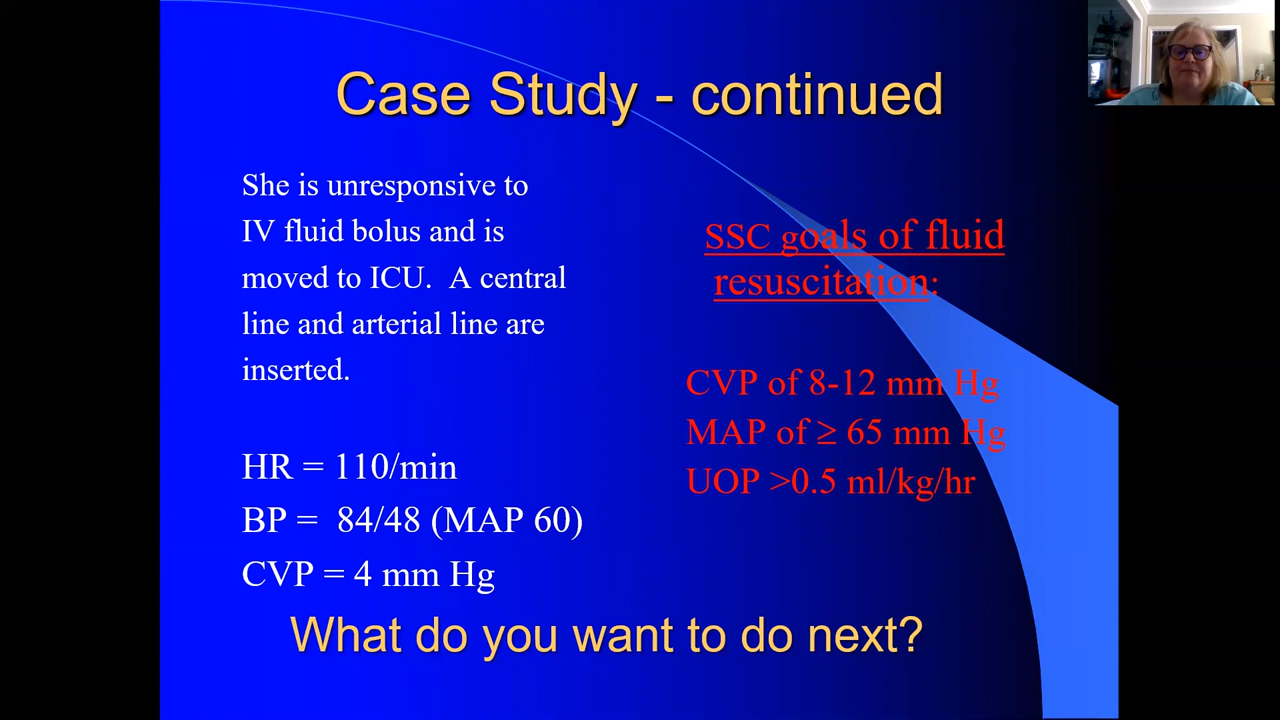 Case Study - continued
She is unresponsive to
IV fluid bolus and is
moved to ICU.  A central
line and arterial line are
inserted.
HR = 110/min
BP =  84/48 (MAP 60)
CVP = 4 mm Hg
SSC goals of fluid
resuscitation:
CVP of 8-12 mm Hg
MAP of ≥ 65 mm Hg
UOP >0.5 ml/kg/hr
What do you want to do next?